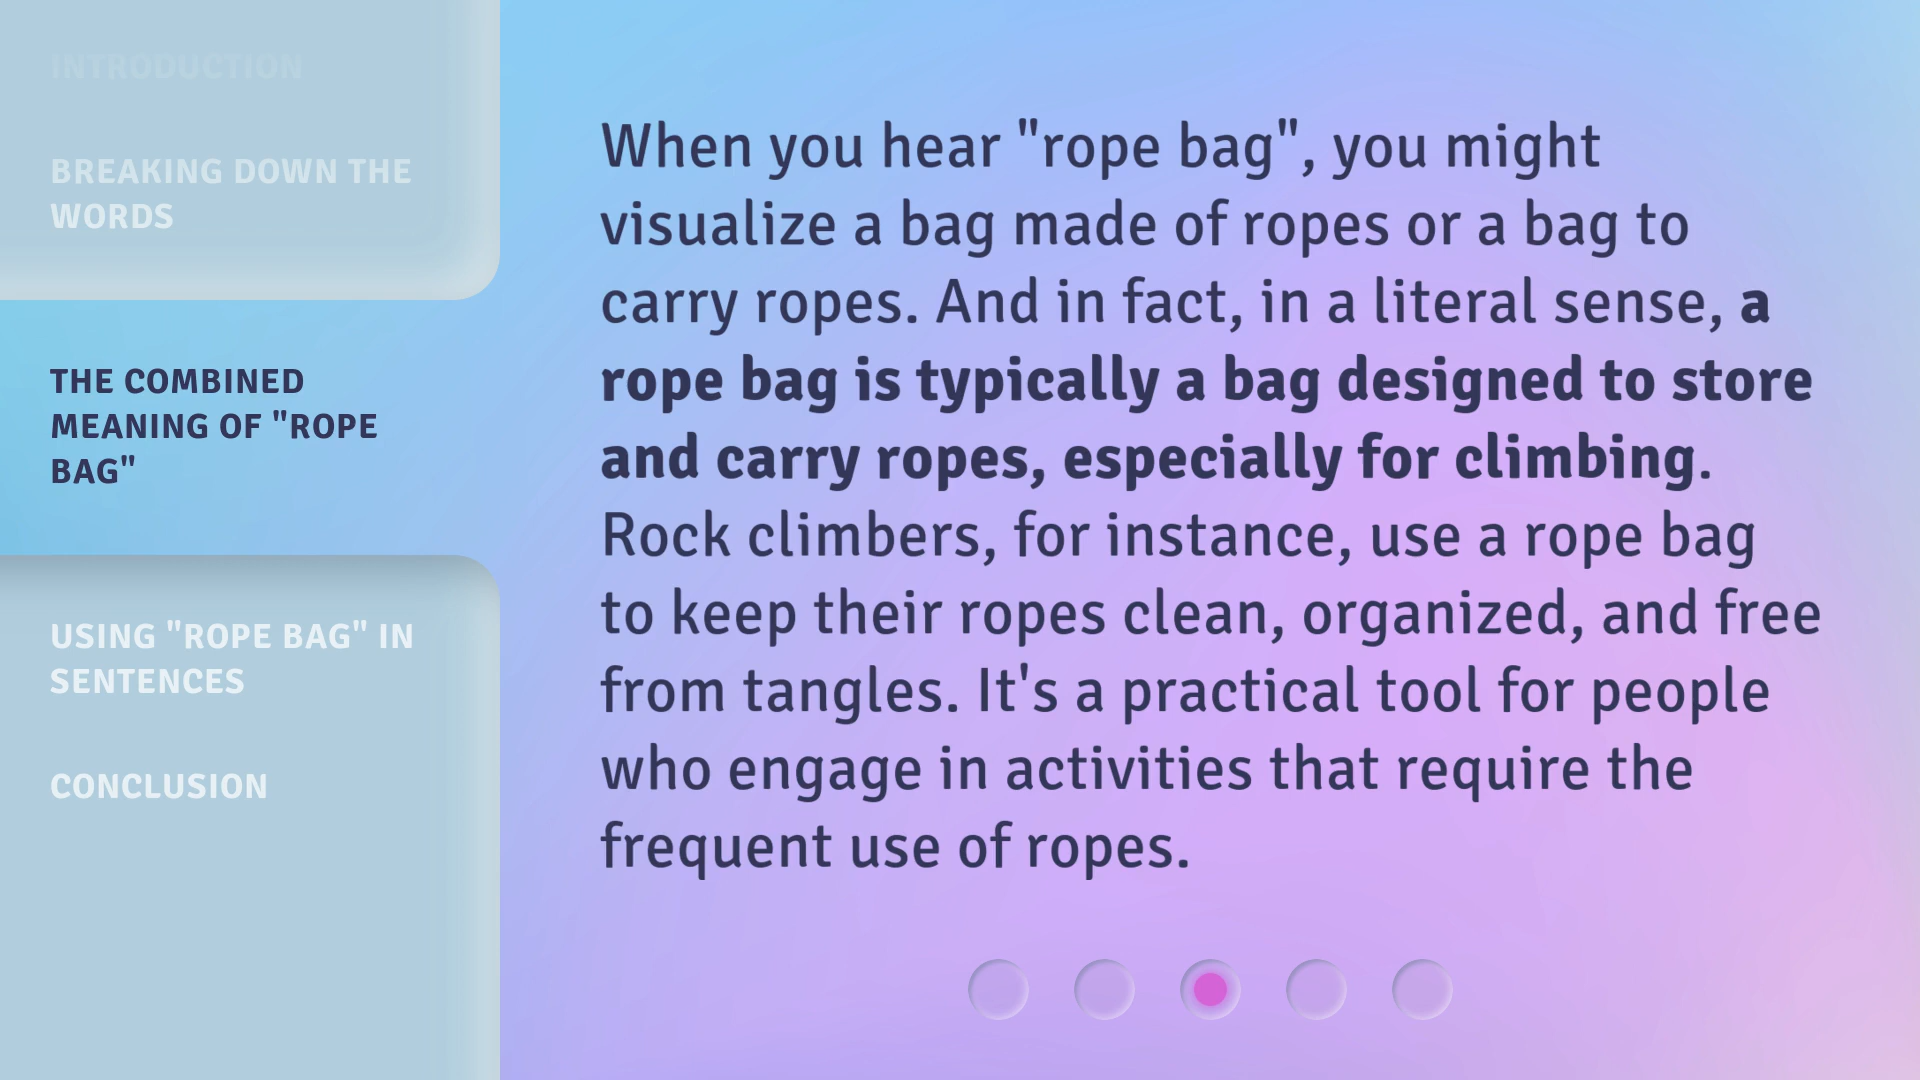 INTRODUCTION
BREAKING DOWN THE
WORDS
THE COMBINED
MEANING OF "ROPE
BAG"
USING "ROPE BAG" IN
SENTENCES
CONCLUSION
When you hear "rope bag", you might
visualize a bag made of ropes or a bag to
carry ropes. And in fact, in a literal sense, a
rope bag is typically a bag designed to store
and carry ropes, especially for climbing.
Rock climbers, for instance, use a rope bag
to keep their ropes clean, organized, and free
from tangles. It's a practical tool for people
who engage in activities that require the
frequent use of ropes.